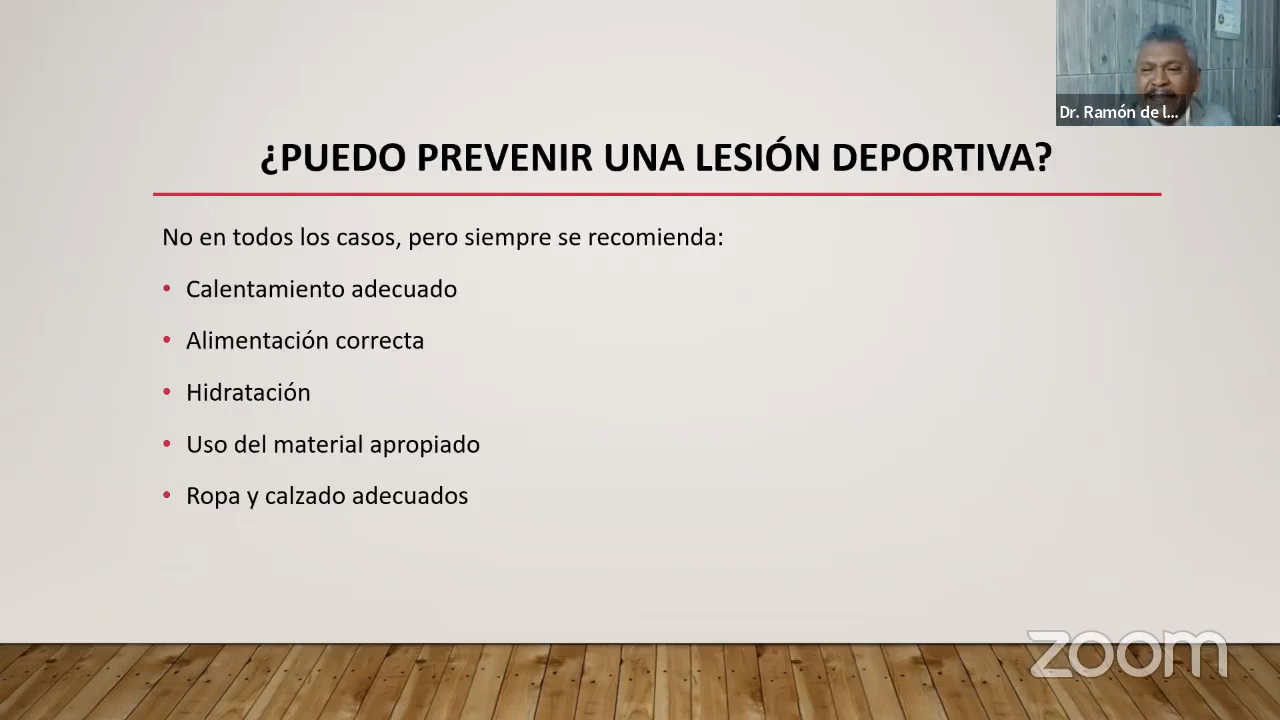 Dr. Ramón de l...
¿PUEDO PREVENIR UNA LESIÓN DEPORTIVA?
No en todos los casos, pero siempre se recomienda:
• Calentamiento adecuado
• Alimentación correcta
• Hidratación
• Uso del material apropiado
• Ropa y calzado adecuados
zoom